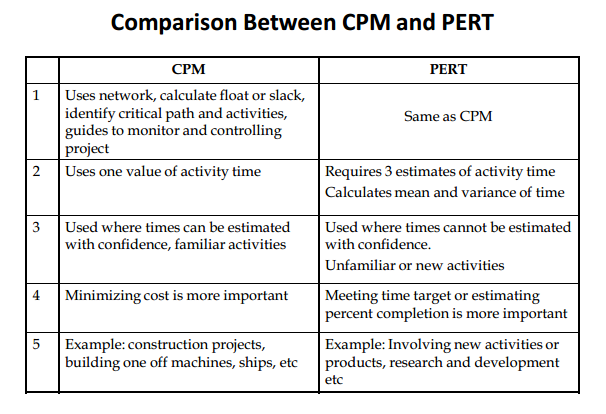 Comparison Between CPM and PERT
CPM
PERT
1
Uses network, calculate float or slack,
identify critical path and activities,
guides to monitor and controlling
project
Same as CPM
2
Uses one value of activity time
Requires 3 estimates of activity time
Calculates mean and variance of time
3
Used where times can be estimated
with confidence, familiar activities
Used where times cannot be estimated
with confidence.
Unfamiliar or new activities
4
Minimizing cost is more important
Meeting time target or estimating
percent completion is more important
5
Example: construction projects,
building one off machines, ships, etc
Example: Involving new activities or
products, research and development
etc